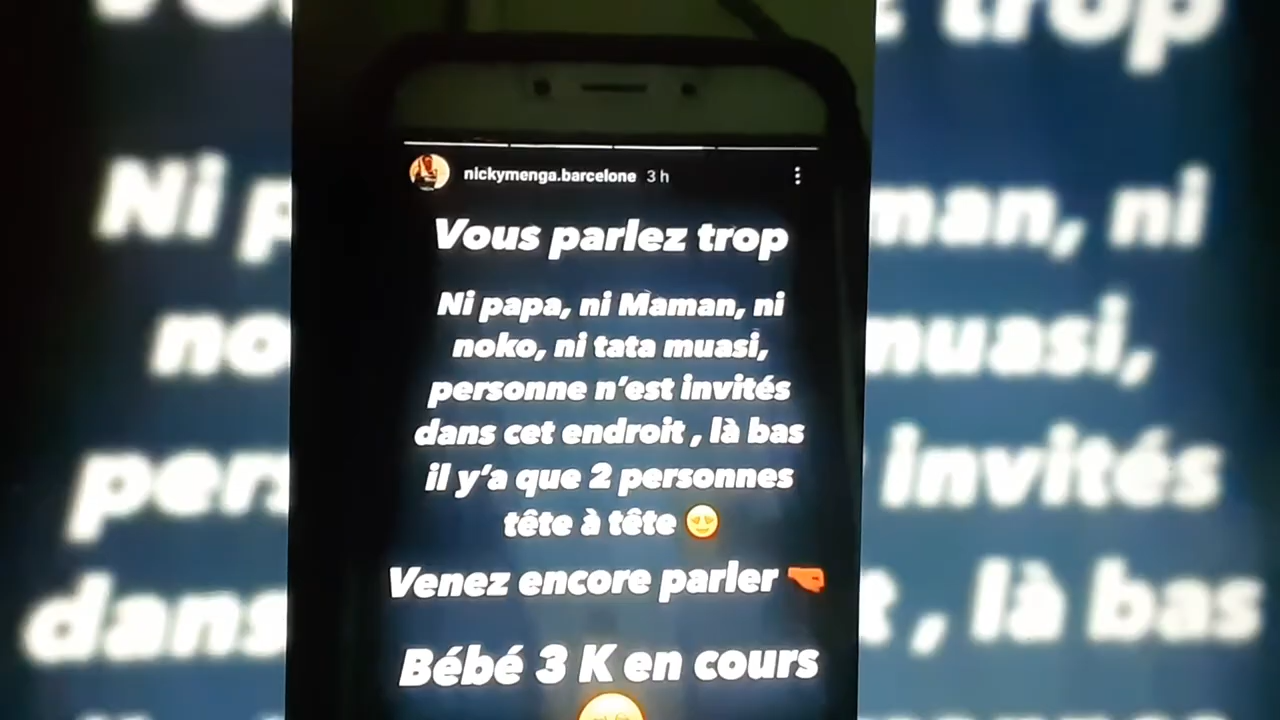 nickymenga.barcelone 3 h
Vous parlez trop
Ni papa, ni Maman, ni
noko, ni tata muasi,
personne n'est invités
dans cet endroit , là bas
il y'a que 2 personnes
tête à tête 😍
Venez encore parler 🤜
Bébé 3 K en cours